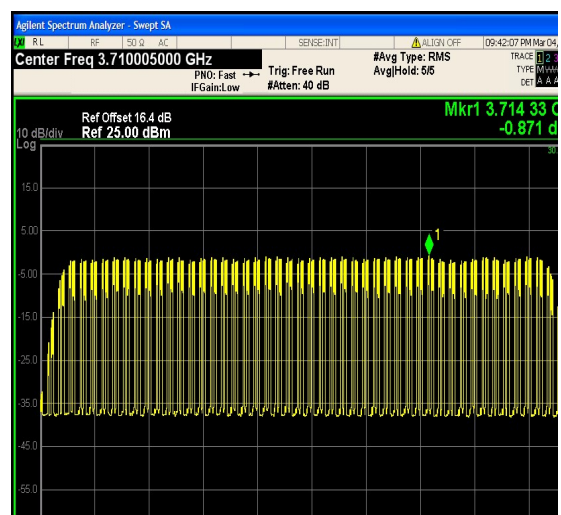 Agilent Spectrum Analyzer - Swept SA
RL RF 50 Ω AC SENSE:INT ALIGN OFF 09:42:07 PM Mar 04,
Center Freq 3.710005000 GHz #Avg Type: RMS TRACE 1 2 3
PNO: Fast Trig: Free Run Avg|Hold: 5/5 TYPE
IFGain:Low #Atten: 40 dB DET A A A
Mkr1 3.714 33
Ref Offset 16.4 dB
10 dB/div Ref 25.00 dBm -0.871 d
Log
30.
15.0
1
5.00
-5.00
-15.0
-25.0
-35.0
-45.0
-55.0